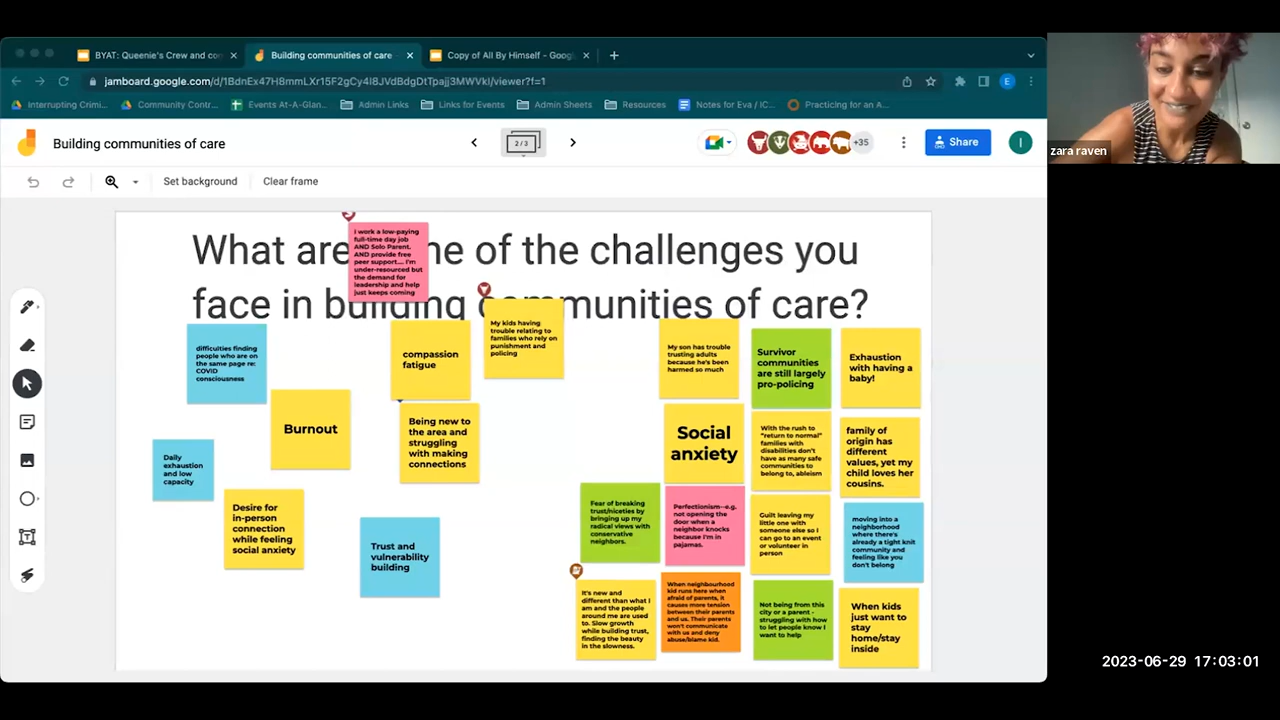 BYAT: Queenie's Crew and co
Building communities of care
Copy of All By Himself - Goog
jamboard.google.com/d/1BdnEx47H8mmLXr15F2gCy4I8JVdBdgDtTpajj3MWVkI/viewer?f=1
E
Interrupting Crimi...
Community Contr...
Events At-A-Glan...
Admin Links
Links for Events
Admin Sheets
Resources
Notes for Eva / IC...
Practicing for an A...
Building communities of care
2 / 3
+35
Share
I
Set background
Clear frame
zara raven
What are
me of the challenges you
face in building communities of care?
I work a low-paying
full-time day job
AND Solo Parent.
AND provide free
peer support.... I'm
under-resourced but
the demand for
leadership and help
just keeps coming
difficulties finding
people who are on
the same page re:
COVID
consciousness
compassion
fatigue
My kids having
trouble relating to
families who rely on
punishment and
policing
My son has trouble
trusting adults
because he's been
harmed so much
Survivor
communities
are still largely
pro-policing
Exhaustion
with having a
baby!
Burnout
Being new to
the area and
struggling
with making
connections
Social
anxiety
With the rush to
"return to normal"
families with
disabilities don't
have as many safe
communities to
belong to, ableism
family of
origin has
different
values, yet my
child loves her
cousins.
Daily
exhaustion
and low
capacity
Desire for
in-person
connection
while feeling
social anxiety
Trust and
vulnerability
building
Fear of breaking
trust/niceties by
bringing up my
radical views with
conservative
neighbors.
Perfectionism--e.g.
not opening the
door when a
neighbor knocks
because I'm in
pajamas.
Guilt leaving my
little one with
someone else so I
can go to an event
or volunteer in
person
moving into a
neighborhood
where there's
already a tight knit
community and
feeling like you
don't belong
It's new and
different than what I
am and the people
around me are used
to. Slow growth
while building trust,
finding the beauty
in the slowness.
When neighbourhood
kid runs here when
afraid of parents, it
causes more tension
between their parents
and us. Their parents
won't communicate
with us and deny
abuse/blame kid.
Not being from this
city or a parent -
struggling with how
to let people know I
want to help
When kids
just want to
stay
home/stay
inside
2023-06-29 17:03:01